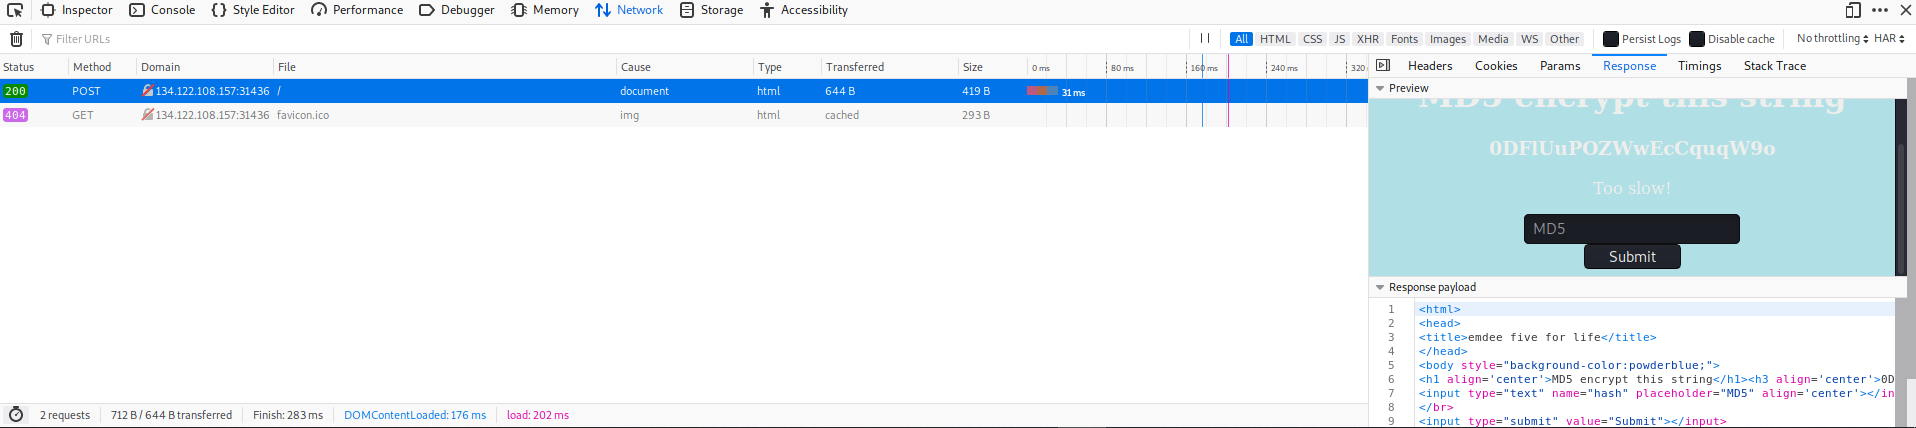 Inspector Console Style Editor Performance Debugger Memory Network Storage Accessibility
Filter URLs All HTML CSS JS XHR Fonts Images Media WS Other Persist Logs Disable cache No throttling HAR
Status Method Domain File Cause Type Transferred Size 0 ms 80 ms 160 ms 240 ms 320
200 POST 134.122.108.157:31436 / document html 644 B 419 B 31 ms
404 GET 134.122.108.157:31436 favicon.ico img html cached 293 B
Headers Cookies Params Response Timings Stack Trace
Preview
MD5 encrypt this string
0DFlUuPOZWwEcCquqW9o
Too slow!
MD5
Submit
Response payload
1 <html>
2 <head>
3 <title>emdee five for life</title>
4 </head>
5 <body style="background-color:powderblue;">
6 <h1 align='center'>MD5 encrypt this string</h1><h3 align='center'>0D
7 <input type="text" name="hash" placeholder="MD5" align='center'></in
8 </br>
9 <input type="submit" value="Submit"></input>
2 requests 712 B / 644 B transferred Finish: 283 ms DOMContentLoaded: 176 ms load: 202 ms